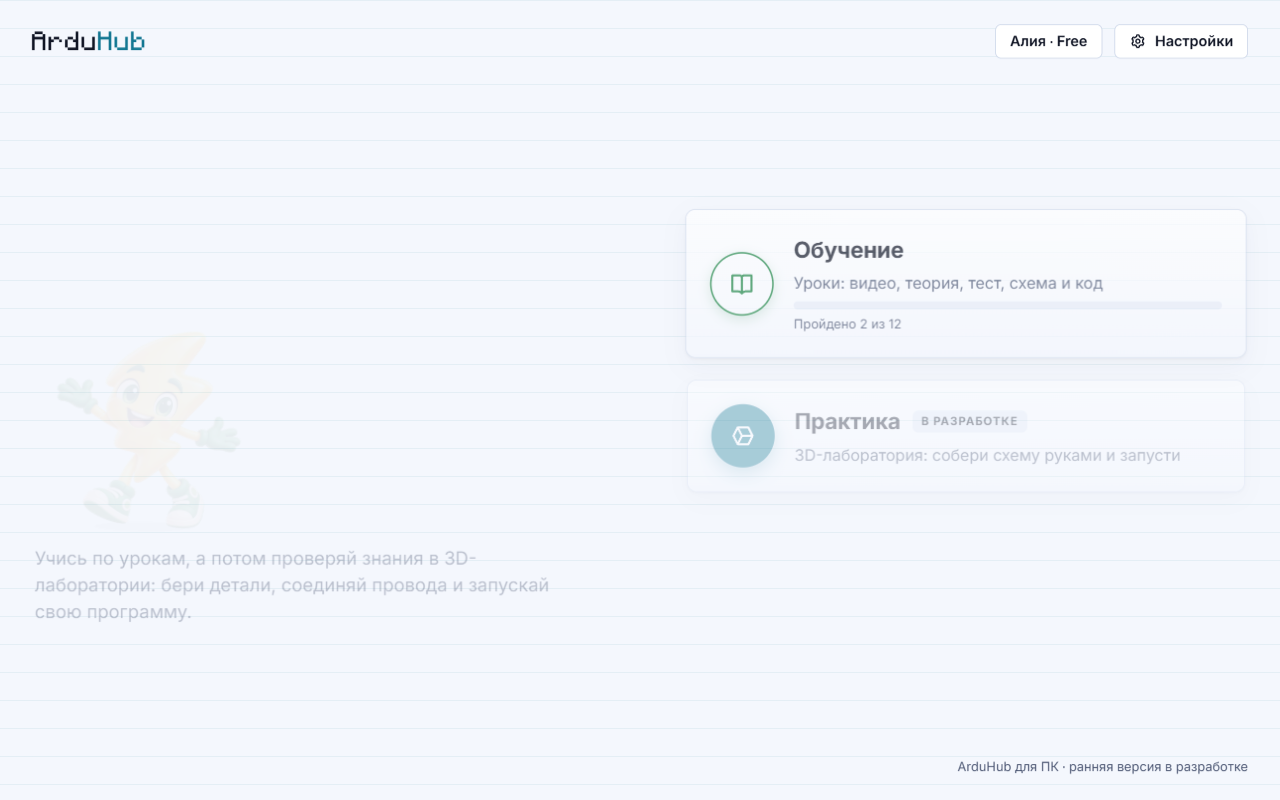 ArduHub
Алия · Free
Настройки
Обучение
Уроки: видео, теория, тест, схема и код
Пройдено 2 из 12
Практика
В РАЗРАБОТКЕ
3D-лаборатория: собери схему руками и запусти
Учись по урокам, а потом проверяй знания в 3D-
лаборатории: бери детали, соединяй провода и запускай
свою программу.
ArduHub для ПК · ранняя версия в разработке